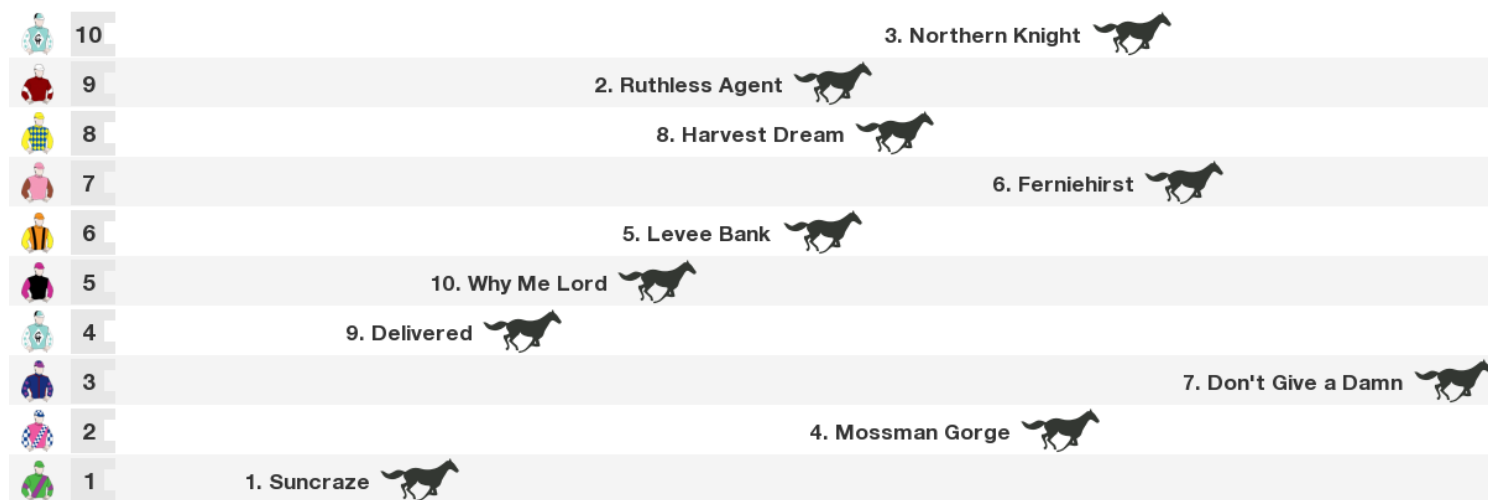 10 3. Northern Knight
9 2. Ruthless Agent
8 8. Harvest Dream
7 6. Ferniehirst
6 5. Levee Bank
5 10. Why Me Lord
4 9. Delivered
3 7. Don't Give a Damn
2 4. Mossman Gorge
1 1. Suncraze